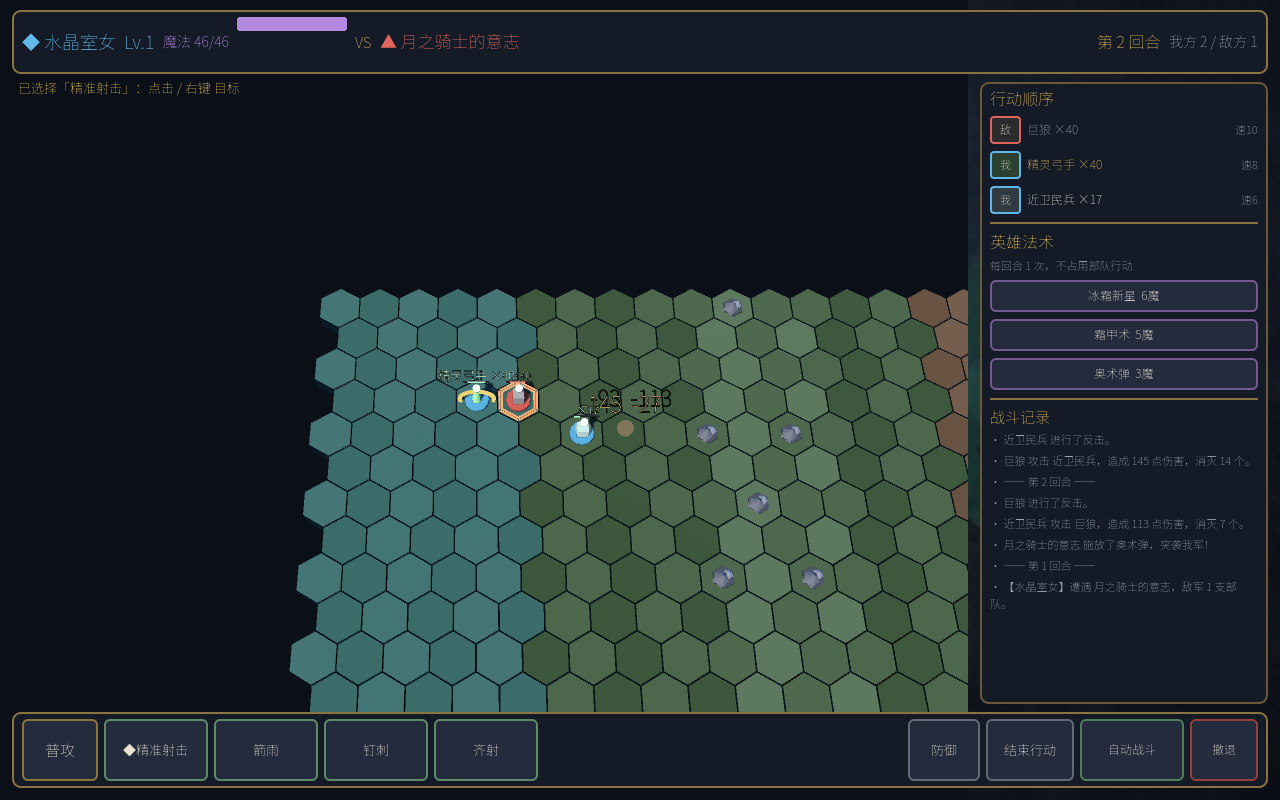 ◆ 水晶室女 Lv.1 魔法 46/46 VS ▲ 月之骑士的意志 第 2 回合 我方 2 / 敌方 1
已选择「精准射击」: 点击 / 右键 目标
行动顺序
敌 巨狼 ×40 速10
我 精灵弓手 ×40 速8
我 近卫民兵 ×17 速6
英雄法术
每回合 1 次，不占用部队行动
冰霜新星 6魔
霜甲术 5魔
奥术弹 3魔
战斗记录
· 近卫民兵 进行了反击。
· 巨狼 攻击 近卫民兵，造成 145 点伤害，消灭 14 个。
· —— 第 2 回合 ——
· 巨狼 进行了反击。
· 近卫民兵 攻击 巨狼，造成 113 点伤害，消灭 7 个。
· 月之骑士的意志 施放了奥术弹，突袭我军！
· —— 第 1 回合 ——
· 【水晶室女】遭遇 月之骑士的意志，敌军 1 支部
队。
精灵弓手
-113
普攻 ◆精准射击 箭雨 钉刺 齐射 防御 结束行动 自动战斗 撤退